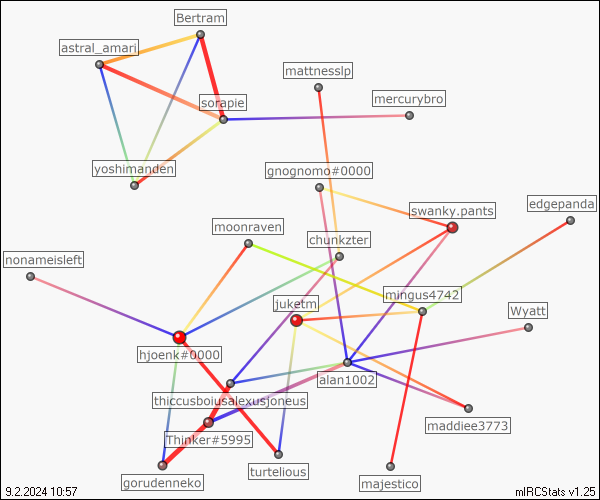 Bertram
astral_amari
mattnesslp
mercurybro
sorapie
yoshimanden
gnognomo#0000
edgepanda
swanky.pants
moonraven
chunkzter
nonameisleft
mingus4742
juketm
Wyatt
hjoenk#0000
alan1002
thiccusboiusalexusjoneus
maddiee3773
Thinker#5995
turtelious
gorudenneko
majestico
9.2.2024 10:57
mIRCStats v1.25